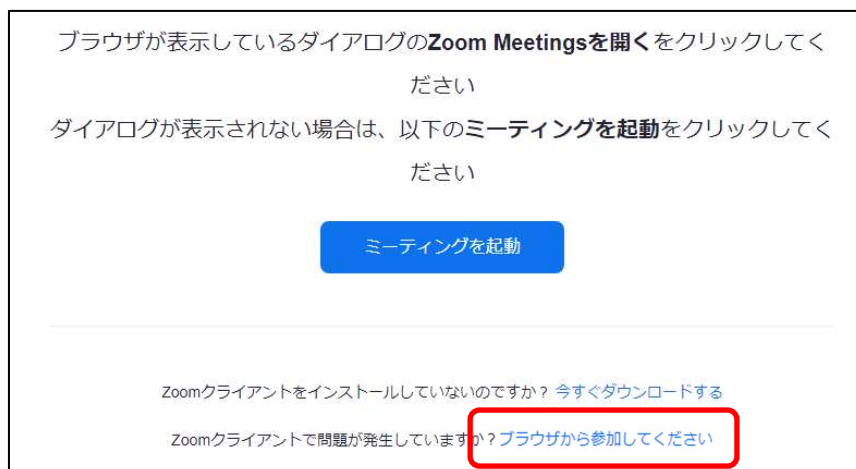 ブラウザが表示しているダイアログのZoom Meetingsを開くをクリックしてく
ださい
ダイアログが表示されない場合は、以下のミーティングを起動をクリックしてく
ださい
ミーティングを起動
Zoomクライアントをインストールしていないのですか？ 今すぐダウンロードする
Zoomクライアントで問題が発生していますか？ブラウザから参加してください